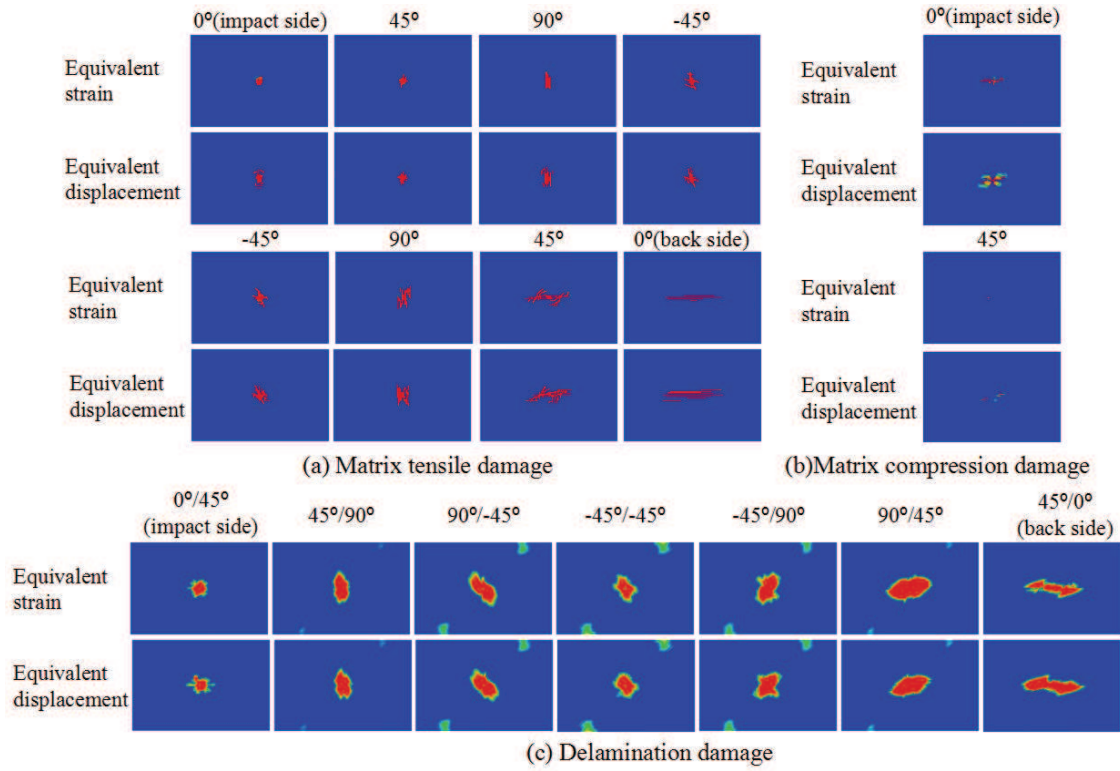 0°(impact side) 45° 90° -45° 0°(impact side)
Equivalent
strain
Equivalent
strain
Equivalent
displacement
Equivalent
displacement
-45° 90° 45° 0°(back side) 45°
Equivalent
strain
Equivalent
strain
Equivalent
displacement
Equivalent
displacement
(a) Matrix tensile damage
(b)Matrix compression damage
0°/45°
(impact side)
45°/90°
90°/-45°
-45°/-45°
-45°/90°
90°/45°
45°/0°
(back side)
Equivalent
strain
Equivalent
displacement
(c) Delamination damage